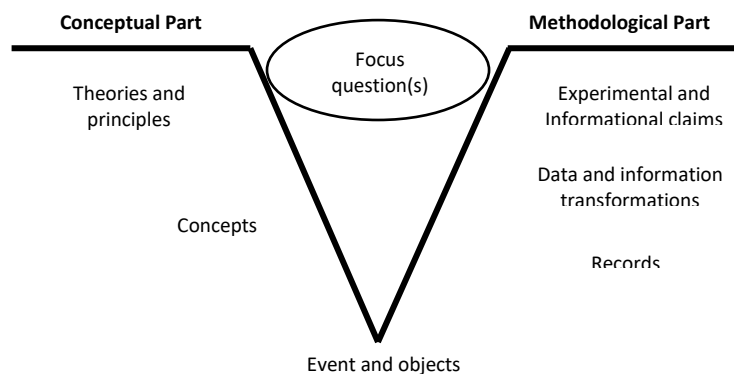 Conceptual Part
Focus
question(s)
Methodological Part
Theories and
principles
Experimental and
Informational claims
Data and information
transformations
Concepts
Records
Event and objects